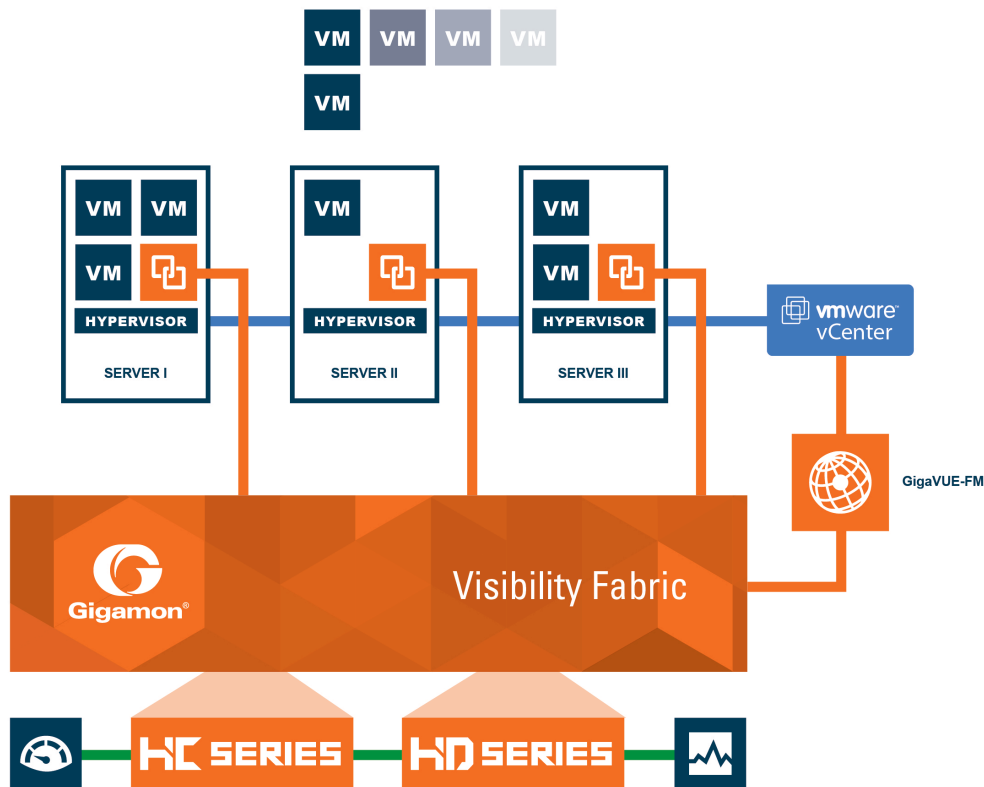 VM VM VM VM
VM
VM VM
VM
HYPERVISOR
SERVER I
VM
HYPERVISOR
SERVER II
VM
VM
HYPERVISOR
SERVER III
vmware™
vCenter
GigaVUE-FM
Gigamon®
Visibility Fabric
HC SERIES
HD SERIES